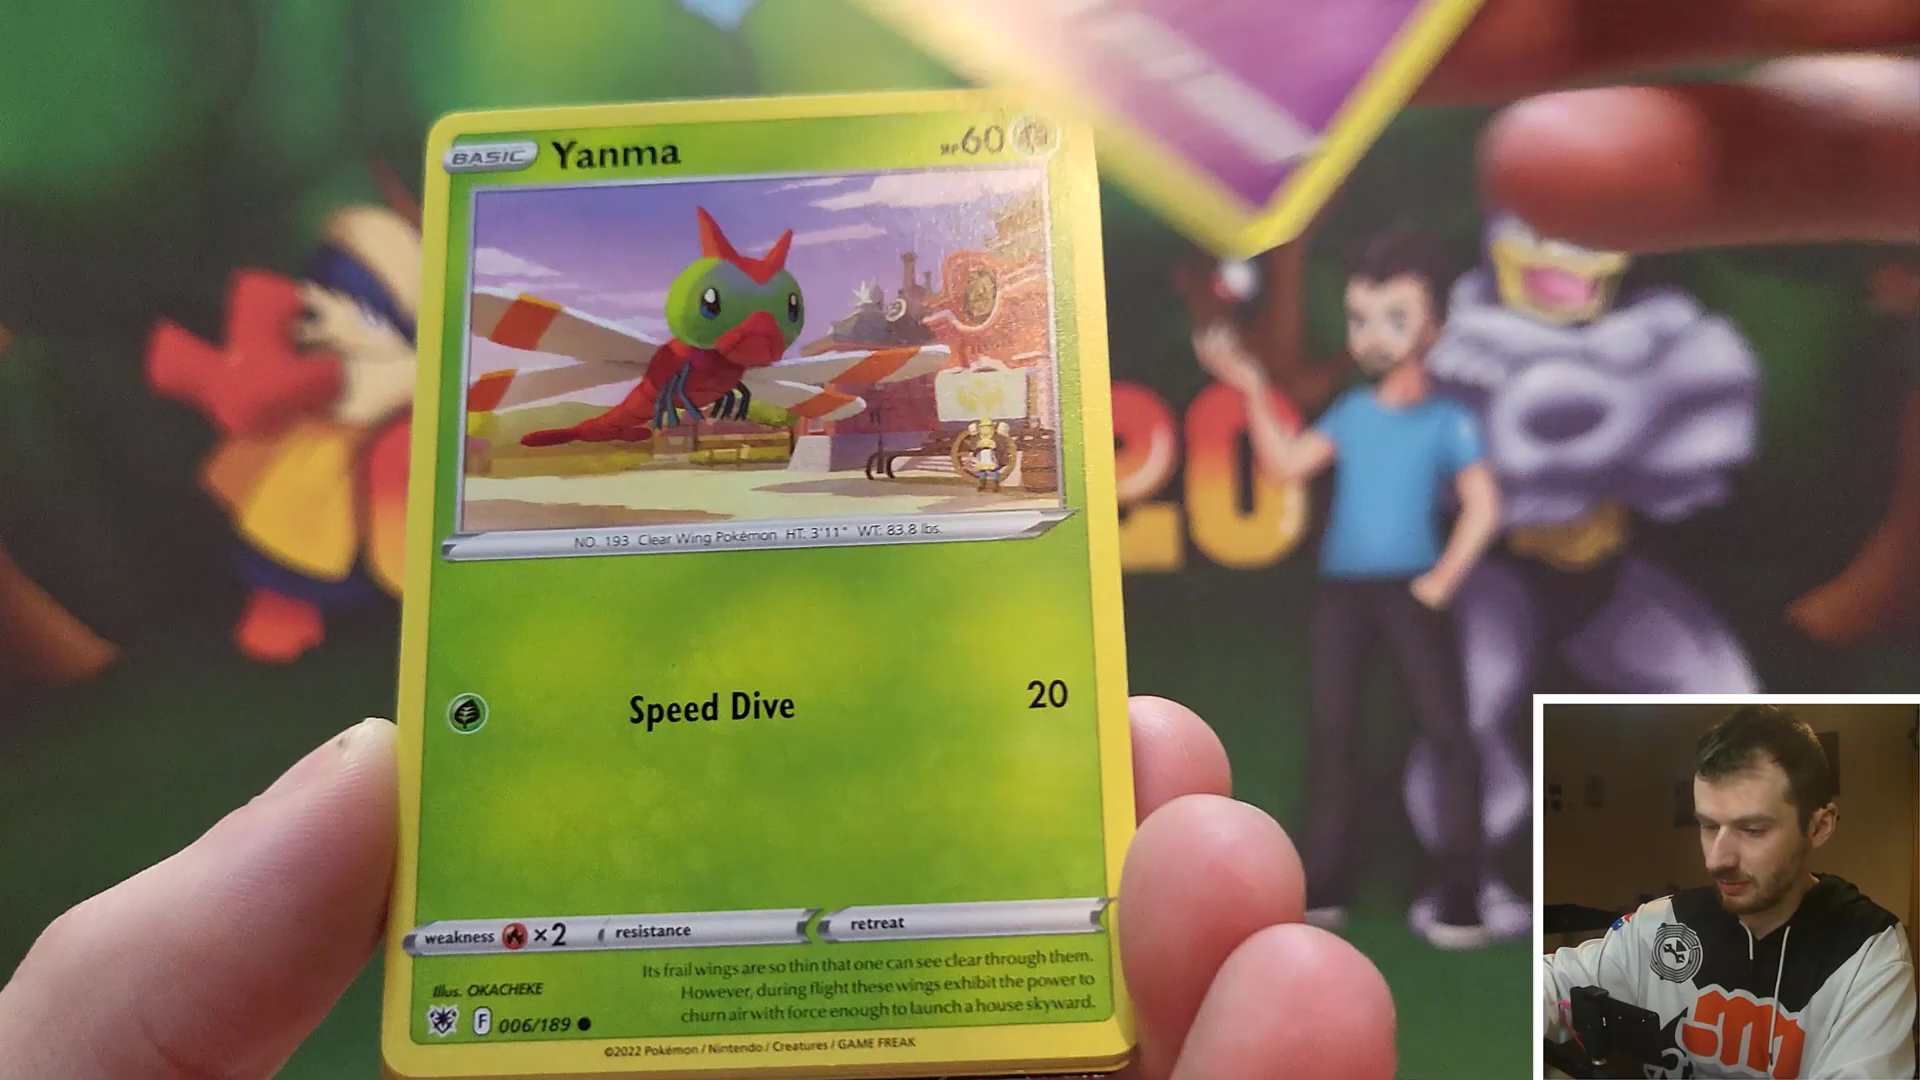 BASIC Yanma HP60
NO. 193 Clear Wing Pokémon HT: 3'11" WT: 83.8 lbs.
Speed Dive 20
weakness ×2 resistance retreat
Its frail wings are so thin that one can see clear through them.
However, during flight these wings exhibit the power to
churn air with force enough to launch a house skyward.
Illus. OKACHEKE
F 006/189
©2022 Pokémon / Nintendo / Creatures / GAME FREAK
20